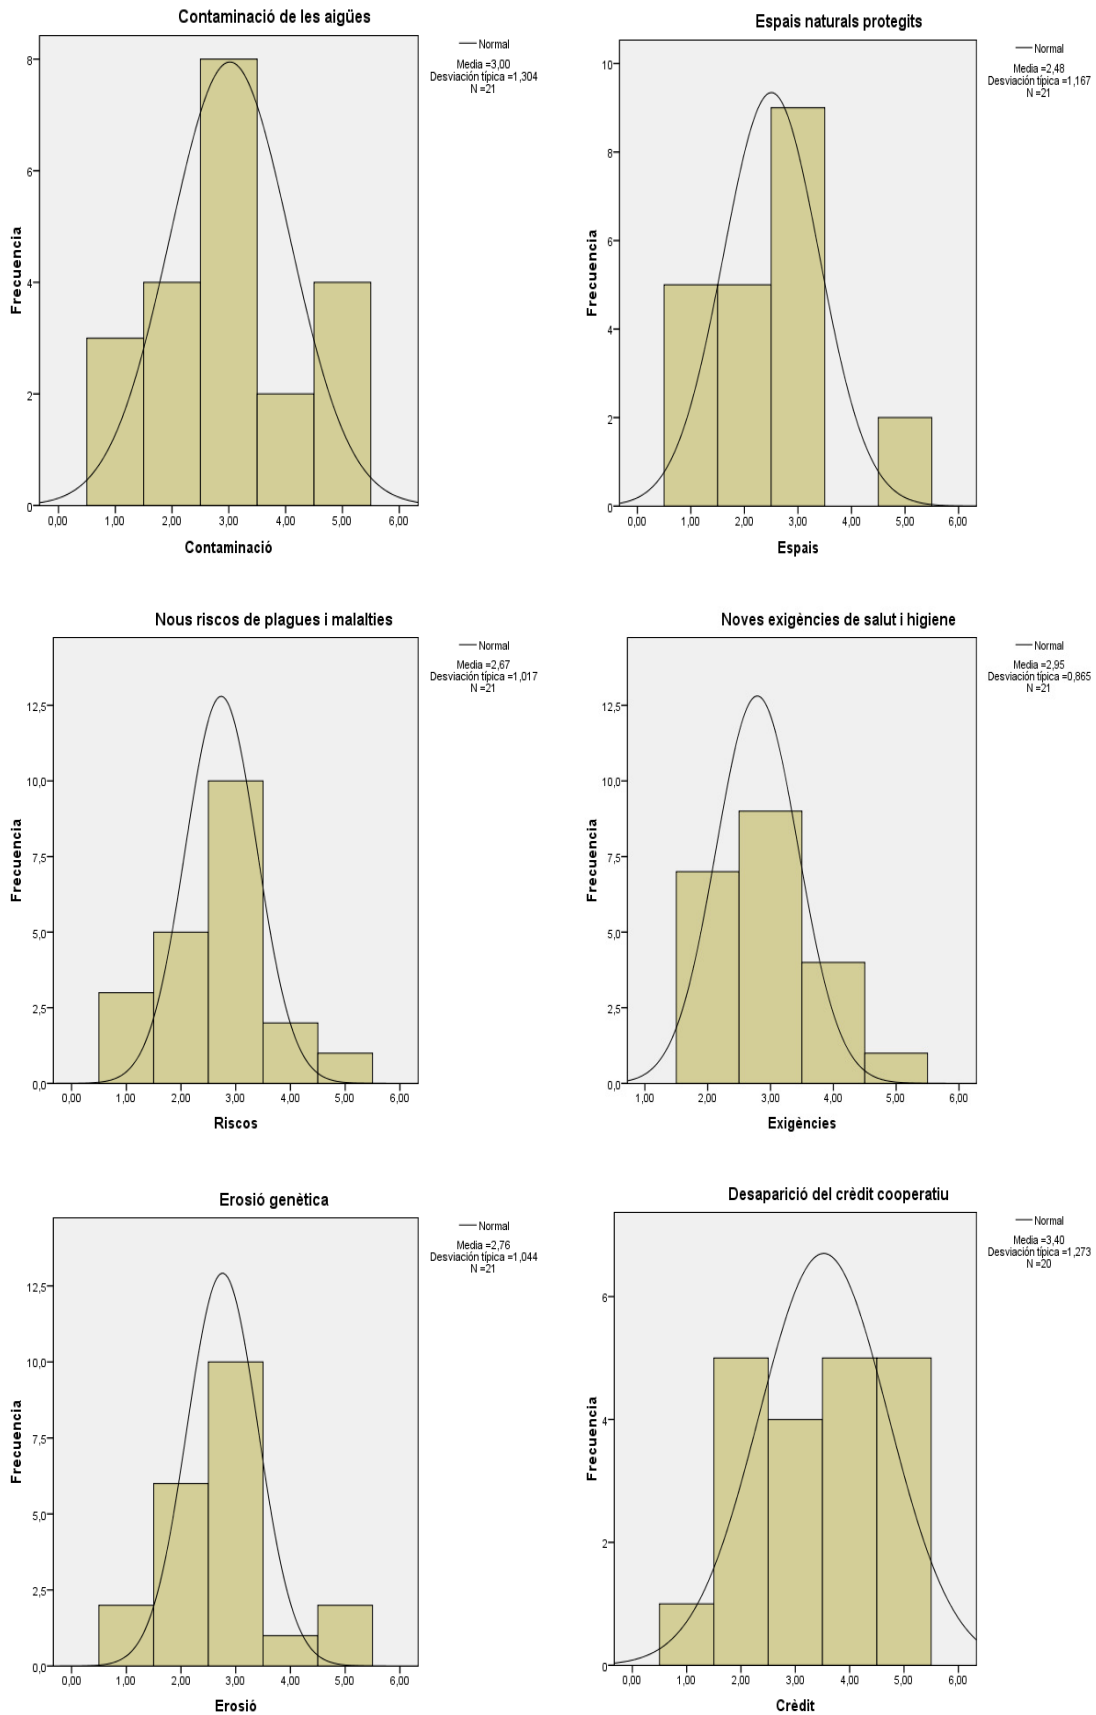 Contaminació de les aigües
Normal
Media =3,00
Desviación típica =1,304
N =21
8
6
4
2
0
Frecuencia
0,00 1,00 2,00 3,00 4,00 5,00 6,00
Contaminació
Espais naturals protegits
Normal
Media =2,48
Desviación típica =1,167
N =21
10
8
6
4
2
0
Frecuencia
0,00 1,00 2,00 3,00 4,00 5,00 6,00
Espais
Nous riscos de plagues i malalties
Normal
Media =2,67
Desviación típica =1,017
N =21
12,5
10,0
7,5
5,0
2,5
0,0
Frecuencia
0,00 1,00 2,00 3,00 4,00 5,00 6,00
Riscos
Noves exigències de salut i higiene
Normal
Media =2,95
Desviación típica =0,865
N =21
12,5
10,0
7,5
5,0
2,5
0,0
Frecuencia
1,00 2,00 3,00 4,00 5,00 6,00
Exigències
Erosió genètica
Normal
Media =2,76
Desviación típica =1,044
N =21
12,5
10,0
7,5
5,0
2,5
0,0
Frecuencia
0,00 1,00 2,00 3,00 4,00 5,00 6,00
Erosió
Desaparició del crèdit cooperatiu
Normal
Media =3,40
Desviación típica =1,273
N =20
6
4
2
0
Frecuencia
0,00 1,00 2,00 3,00 4,00 5,00 6,00
Crèdit